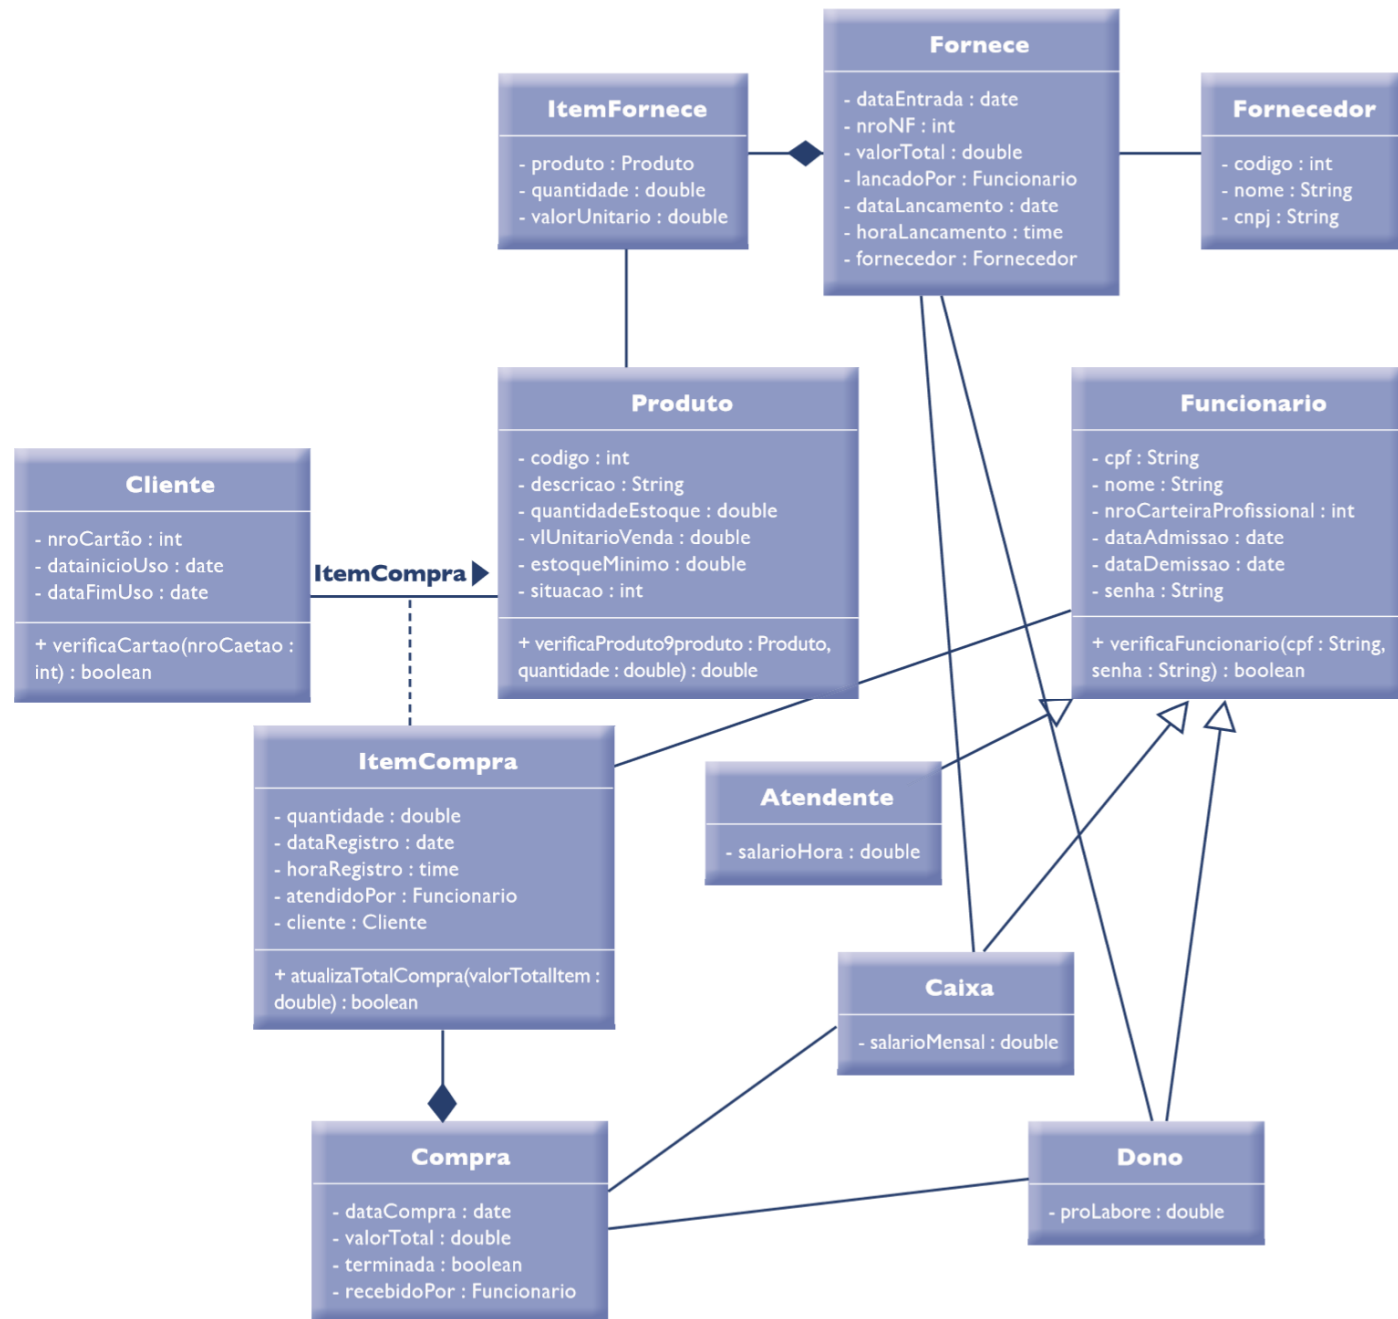 Fornece
- dataEntrada : date
- nroNF : int
- valorTotal : double
- lancadoPor : Funcionario
- dataLancamento : date
- horaLancamento : time
- fornecedor : Fornecedor
ItemFornece
- produto : Produto
- quantidade : double
- valorUnitario : double
Fornecedor
- codigo : int
- nome : String
- cnpj : String
Produto
- codigo : int
- descricao : String
- quantidadeEstoque : double
- vlUnitarioVenda : double
- estoqueMinimo : double
- situacao : int
+ verificaProduto9produto : Produto,
quantidade : double) : double
Funcionario
- cpf : String
- nome : String
- nroCarteiraProfissional : int
- dataAdmissao : date
- dataDemissao : date
- senha : String
+ verificaFuncionario(cpf : String,
senha : String) : boolean
Cliente
- nroCartão : int
- datainicioUso : date
- dataFimUso : date
+ verificaCartao(nroCaetao :
int) : boolean
ItemCompra
ItemCompra
- quantidade : double
- dataRegistro : date
- horaRegistro : time
- atendidoPor : Funcionario
- cliente : Cliente
+ atualizaTotalCompra(valorTotalItem :
double) : boolean
Atendente
- salarioHora : double
Caixa
- salarioMensal : double
Compra
- dataCompra : date
- valorTotal : double
- terminada : boolean
- recebidoPor : Funcionario
Dono
- proLabore : double